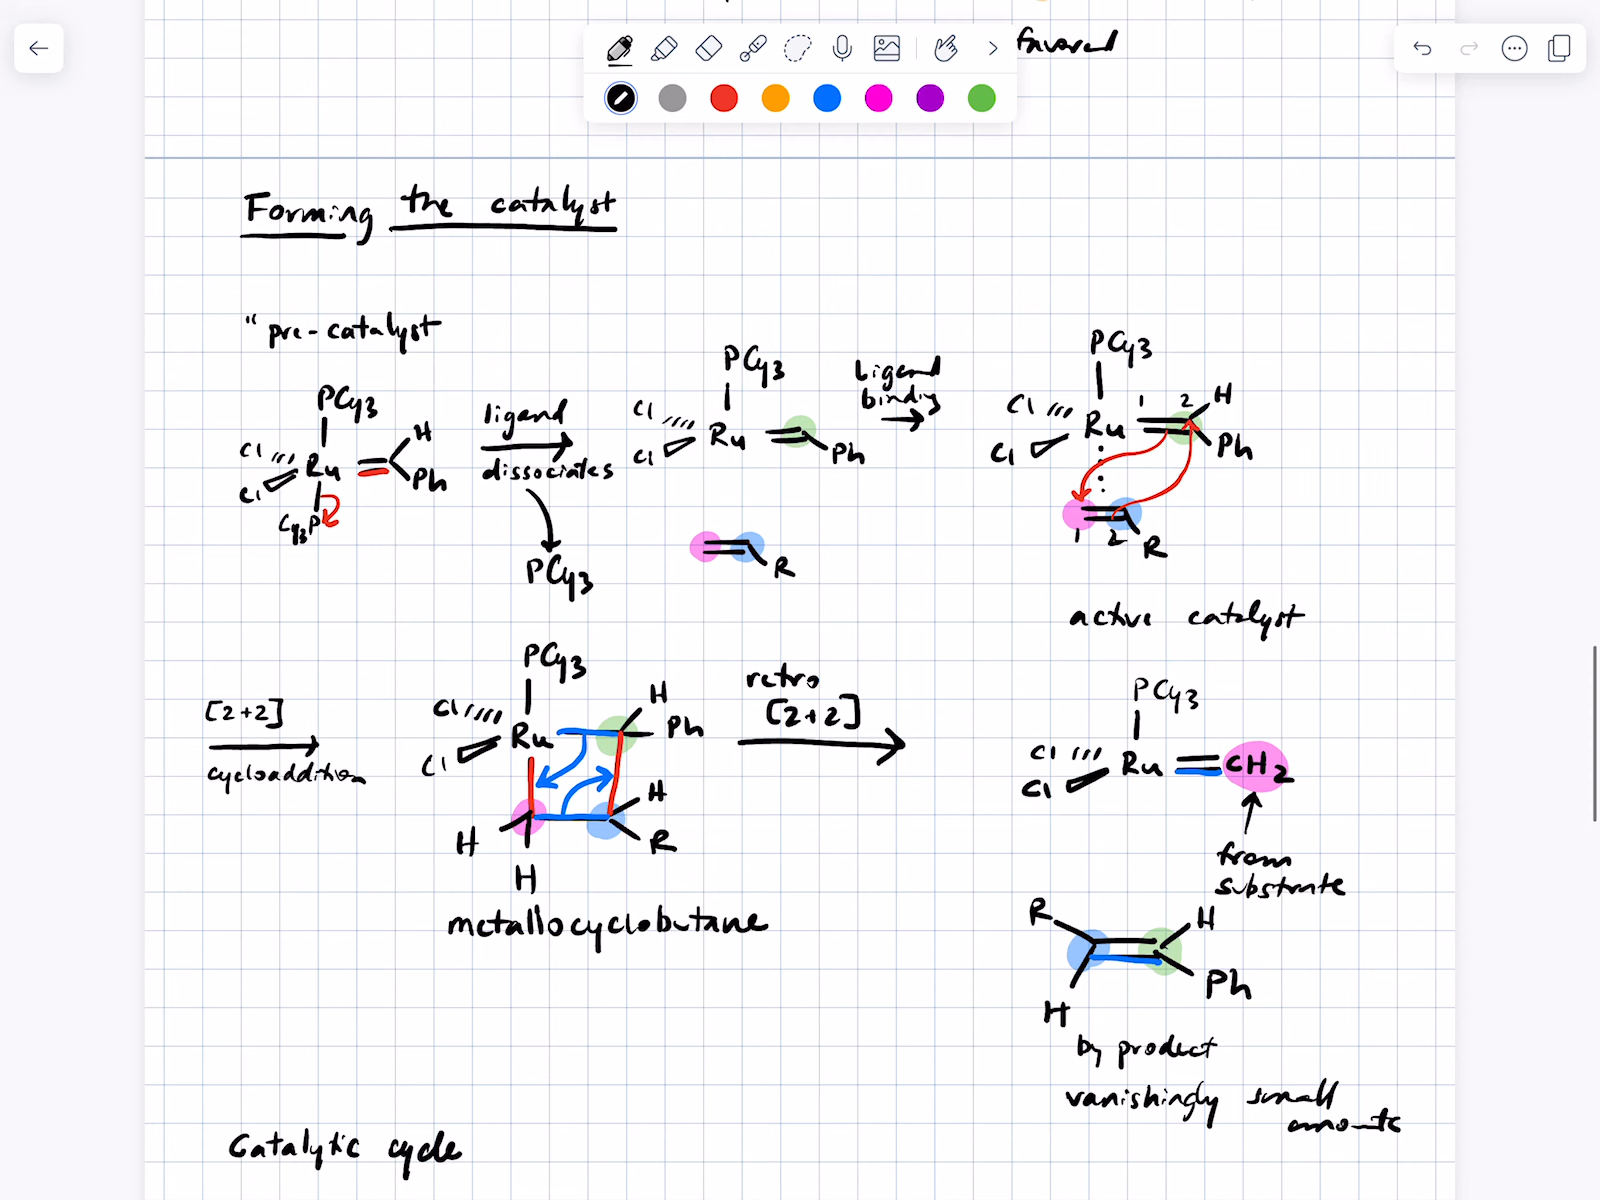 favored
Forming the catalyst
" pre-catalyst
PCy3
Cl
Cl
Ru
H
Ph
Cy3P
ligand
dissociates
PCy3
PCy3
Cl
Cl
Ru
Ph
R
Ligand
binding
PCy3
Cl
Cl
Ru
1
2
H
Ph
1
2
R
active catalyst
[2+2]
cycloaddition
PCy3
Cl
Cl
Ru
H
Ph
H
R
H
H
metallocyclobutane
retro
[2+2]
PCy3
Cl
Cl
Ru
CH2
from
substrate
R
H
H
Ph
by product
vanishingly small
amounts
Catalytic cycle